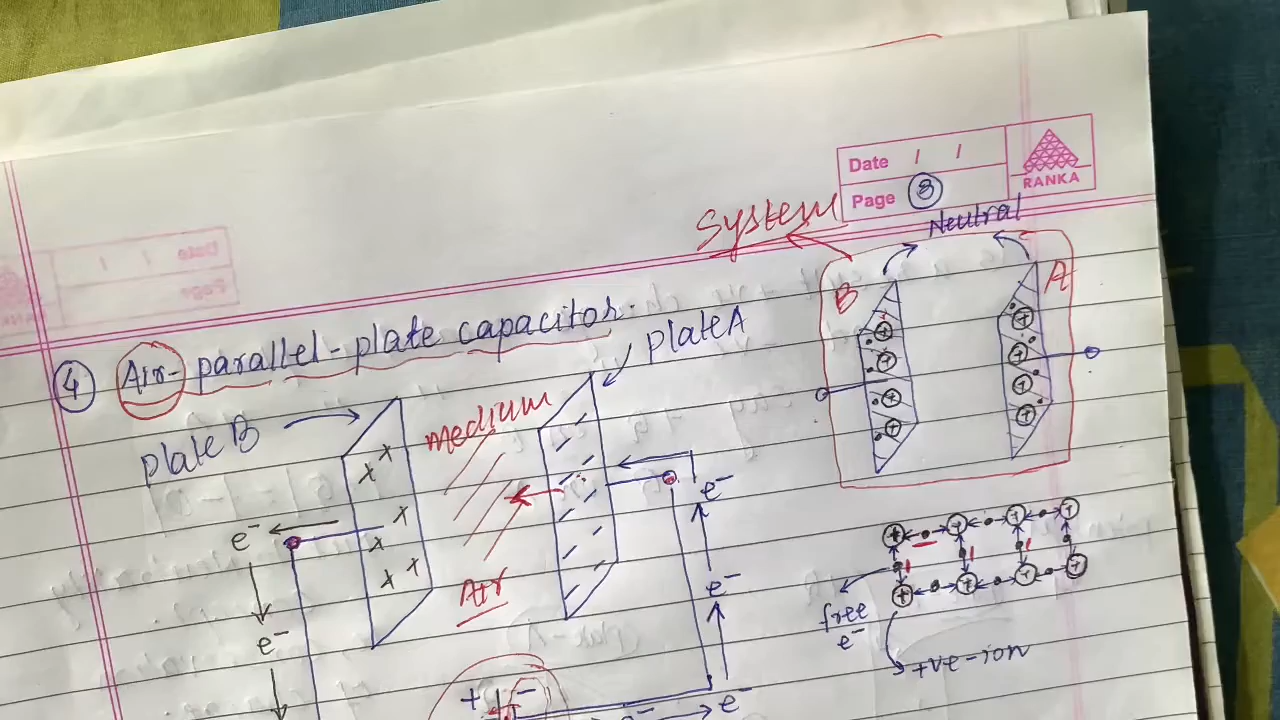 Date / /
Page 8
RANKA
System
Neutral
B
A
4 Air-parallel-plate capacitor.
Plate A
Plate B
Medium
e⁻
e⁻
e⁻
e⁻
Air
free
e⁻
+ve-ion
+ -
e⁻
e⁻